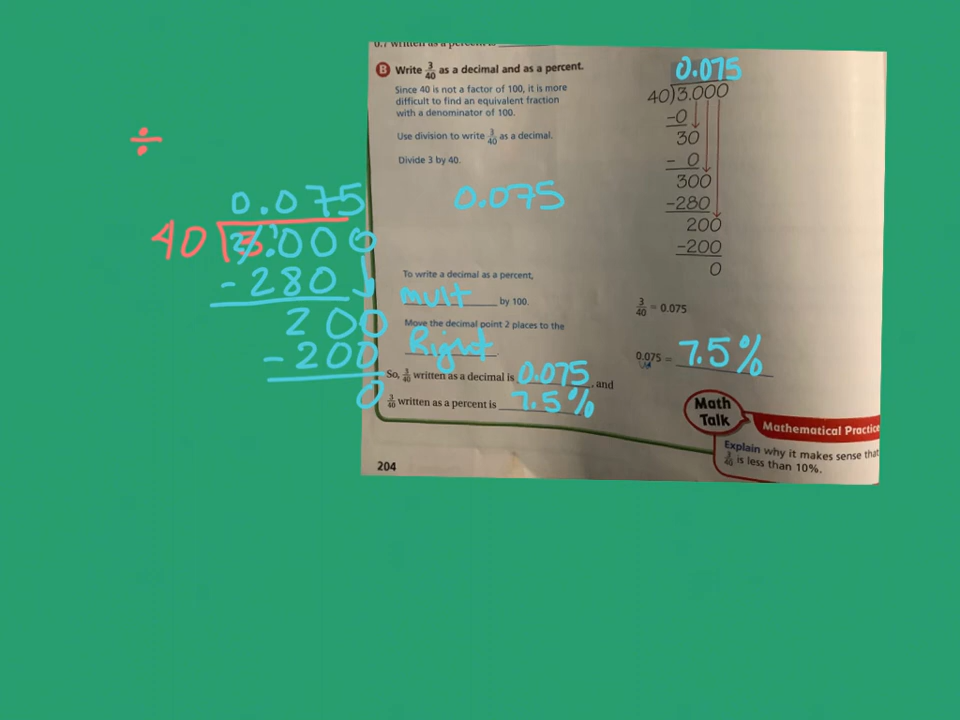 ÷
0.075
40)3.000
-280
200
-200
0
0.7 written as a percent is
B Write 3/40 as a decimal and as a percent.
Since 40 is not a factor of 100, it is more
difficult to find an equivalent fraction
with a denominator of 100.
Use division to write 3/40 as a decimal.
Divide 3 by 40.
0.075
To write a decimal as a percent,
mult by 100.
Move the decimal point 2 places to the
Right.
So, 3/40 written as a decimal is 0.075, and
3/40 written as a percent is 7.5%
204
0.075
40)3.000
-0
30
- 0
300
-280
200
-200
0
3/40 = 0.075
0.075 = 7.5%
Math
Talk
Mathematical Practice
Explain why it makes sense that
3/40 is less than 10%.